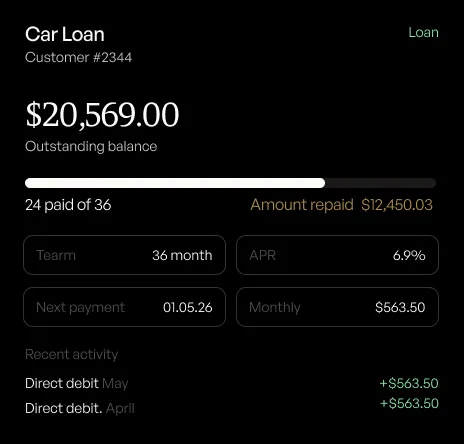 Car Loan
Loan
Customer #2344
$20,569.00
Outstanding balance
24 paid of 36
Amount repaid $12,450.03
Tearm
36 month
APR
6.9%
Next payment
01.05.26
Monthly
$563.50
Recent activity
Direct debit May
+$563.50
Direct debit. April
+$563.50